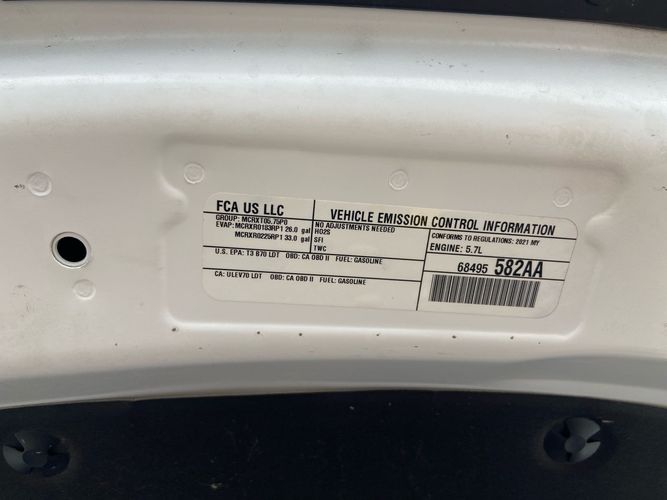 FCA US LLC
GROUP: MCRXT05.75P0
EVAP: MCRXR0183RP1 26.0 gal
MCRXR0225RP1 33.0 gal
U.S. EPA: T3 B70 LDT OBD: CA OBD II FUEL: GASOLINE
CA: ULEV70 LDT OBD: CA OBD II FUEL: GASOLINE
VEHICLE EMISSION CONTROL INFORMATION
NO ADJUSTMENTS NEEDED
HO2S
SFI
TWC
CONFORMS TO REGULATIONS: 2021 MY
ENGINE: 5.7L
68495 582AA